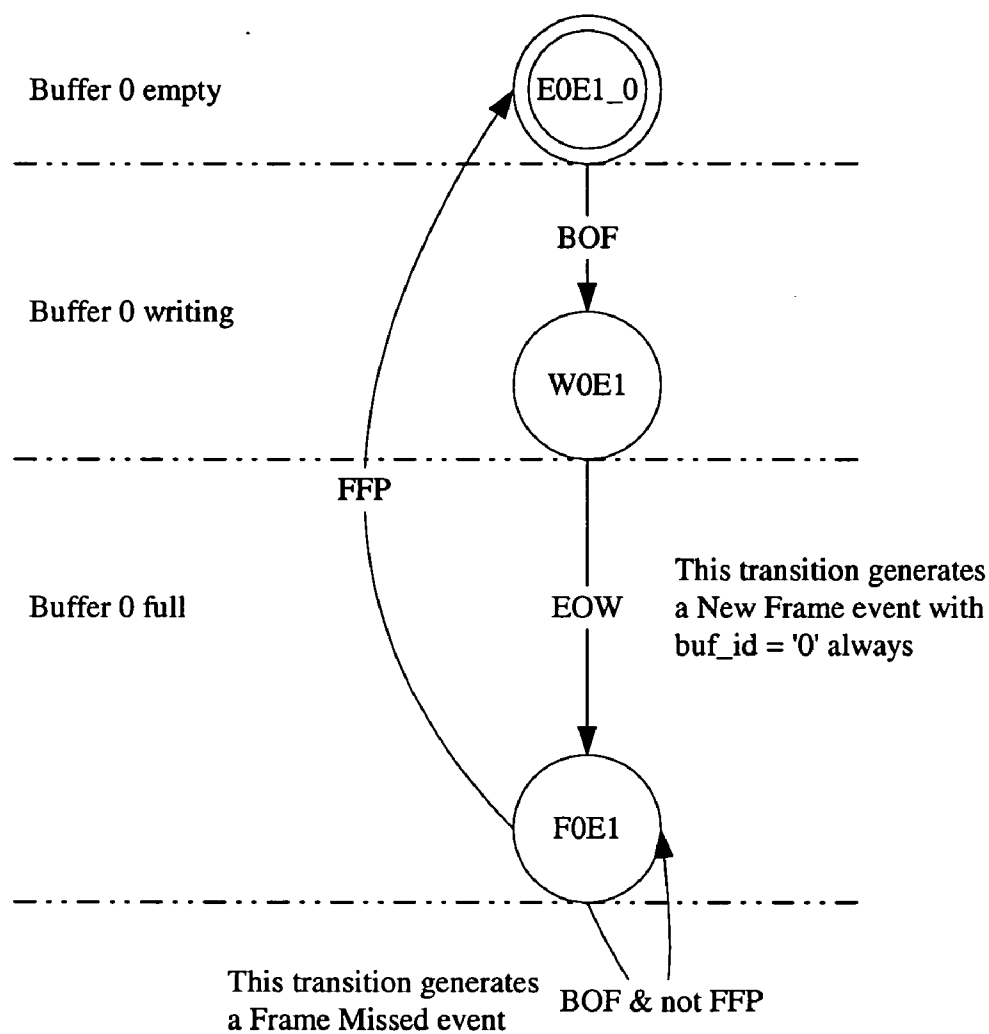 Buffer 0 empty
E0E1_0
BOF
Buffer 0 writing
W0E1
FFP
Buffer 0 full
EOW
This transition generates
a New Frame event with
buf_id = '0' always
F0E1
This transition generates
a Frame Missed event
BOF & not FFP